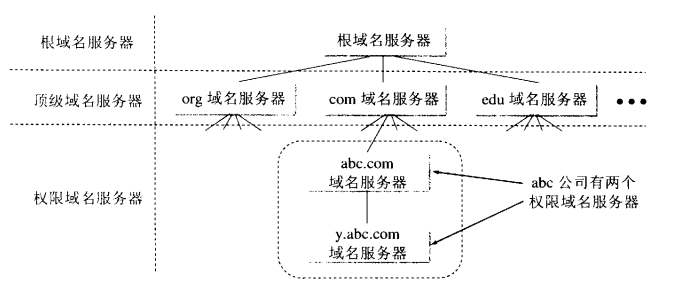 根域名服务器
根域名服务器
顶级域名服务器
org 域名服务器
com 域名服务器
edu 域名服务器
•••
权限域名服务器
abc.com
域名服务器
y.abc.com
域名服务器
abc 公司有两个
权限域名服务器